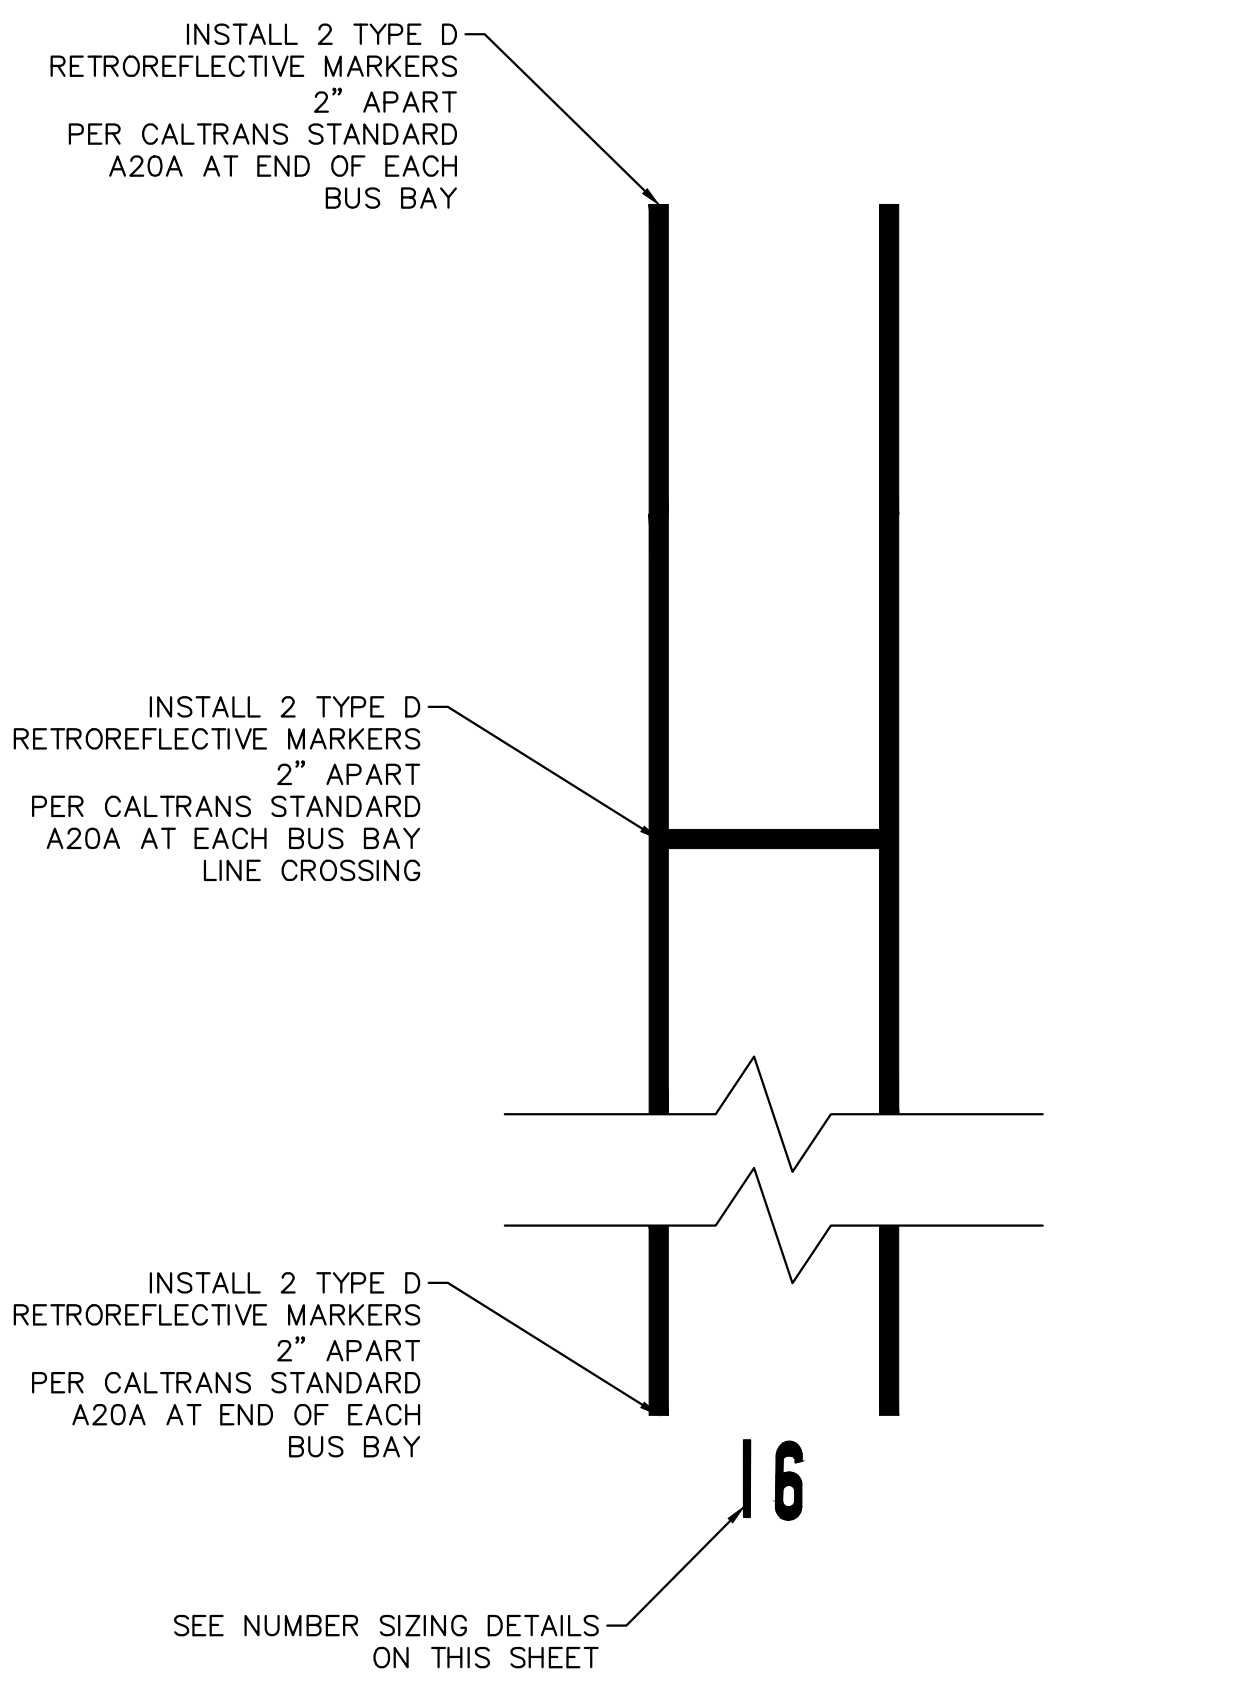 INSTALL 2 TYPE D
RETROREFLECTIVE MARKERS
2” APART
PER CALTRANS STANDARD
A20A AT END OF EACH
BUS BAY
INSTALL 2 TYPE D
RETROREFLECTIVE MARKERS
2” APART
PER CALTRANS STANDARD
A20A AT EACH BUS BAY
LINE CROSSING
INSTALL 2 TYPE D
RETROREFLECTIVE MARKERS
2” APART
PER CALTRANS STANDARD
A20A AT END OF EACH
BUS BAY
16
SEE NUMBER SIZING DETAILS
ON THIS SHEET